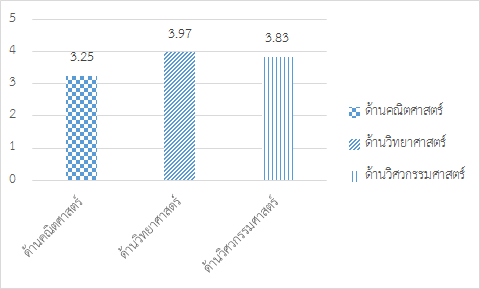 5
4
3
2
1
0
3.25
3.97
3.83
ด้านคณิตศาสตร์
ด้านวิทยาศาสตร์
ด้านวิศวกรรมศาสตร์
ด้านคณิตศาสตร์
ด้านวิทยาศาสตร์
ด้านวิศวกรรมศาสตร์